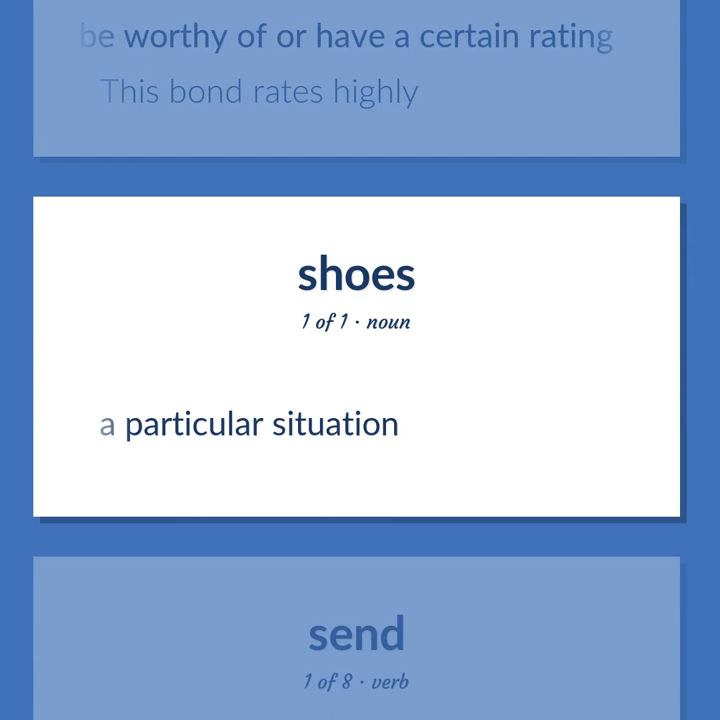 be worthy of or have a certain rating
This bond rates highly
shoes
1 of 1 · noun
a particular situation
send
1 of 8 · verb